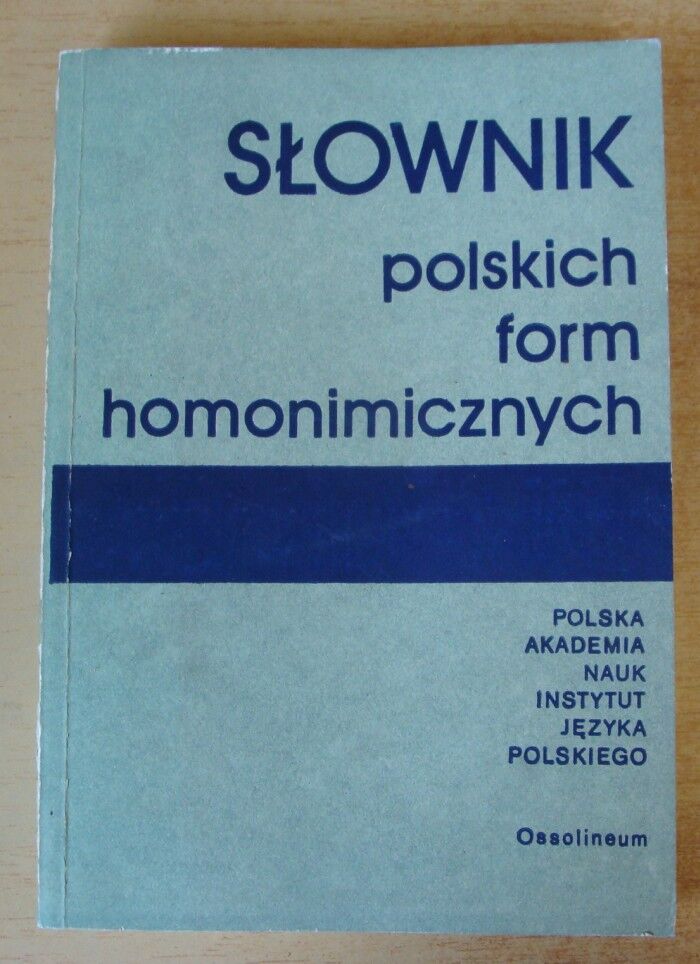 SŁOWNIK
polskich
form
homonimicznych
POLSKA
AKADEMIA
NAUK
INSTYTUT
JĘZYKA
POLSKIEGO
Ossolineum